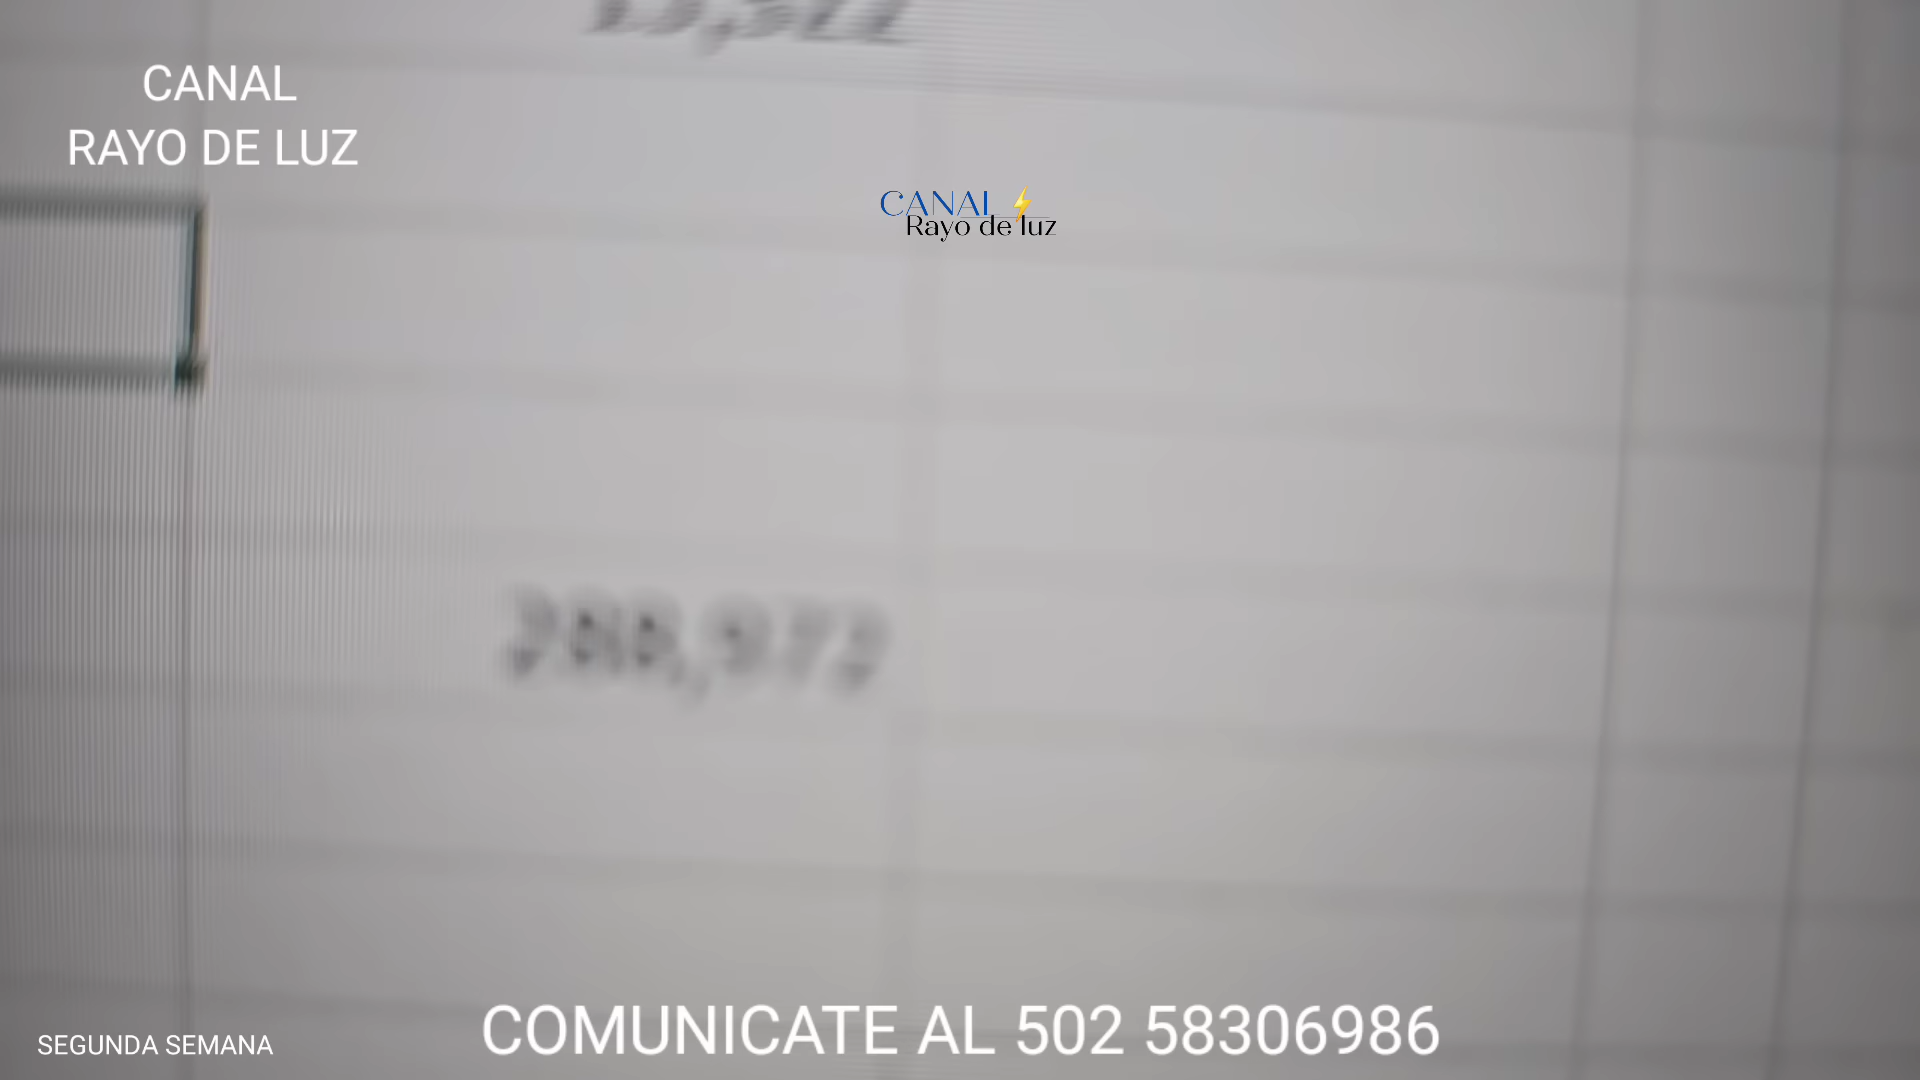 CANAL
RAYO DE LUZ
CANAL⚡
Rayo de luz
SEGUNDA SEMANA
COMUNICATE AL 502 58306986